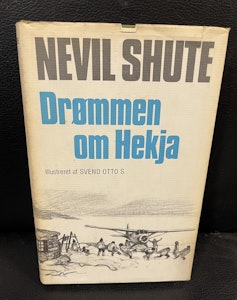 NEVIL SHUTE
Drømmen
om Hekja
Illustreret af SVEND OTTO S